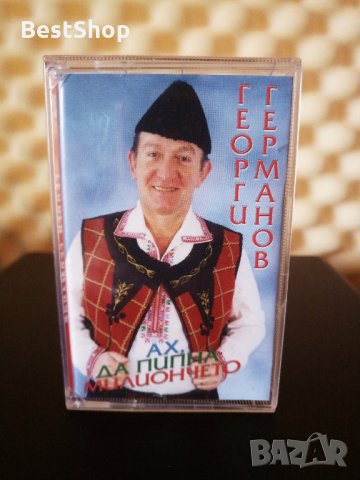 BestShop
ГЕОРГИ
ГЕРМАНОВ
АХ,
ДА ПИПНА
МИЛИОНЧЕТО
BAZAR